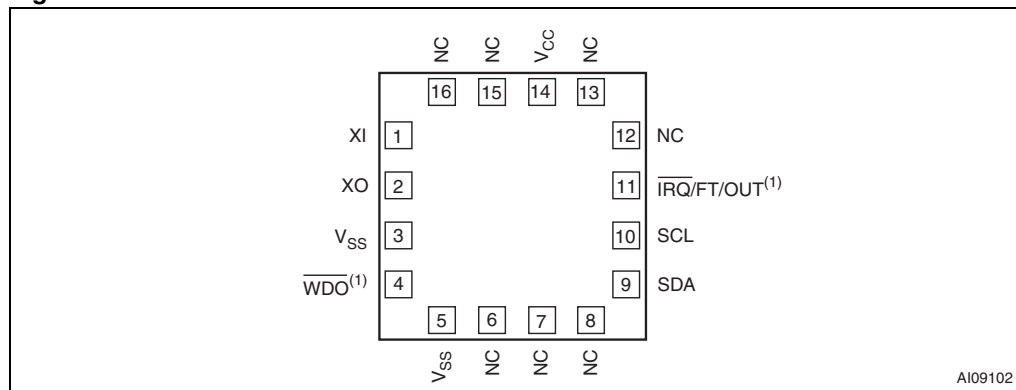 NC NC VCC NC
16 15 14 13
XI 1 12 NC
XO 2 11 IRQ/FT/OUT(1)
VSS 3 10 SCL
WDO(1) 4 9 SDA
5 6 7 8
VSS NC NC NC
AI09102